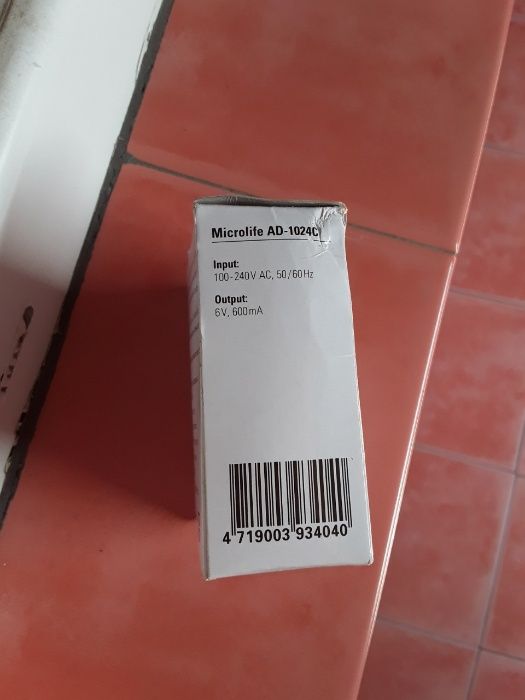 Microlife AD-1024C
Input:
100-240V AC, 50/60Hz
Output:
6V, 600mA
4 719003 934040